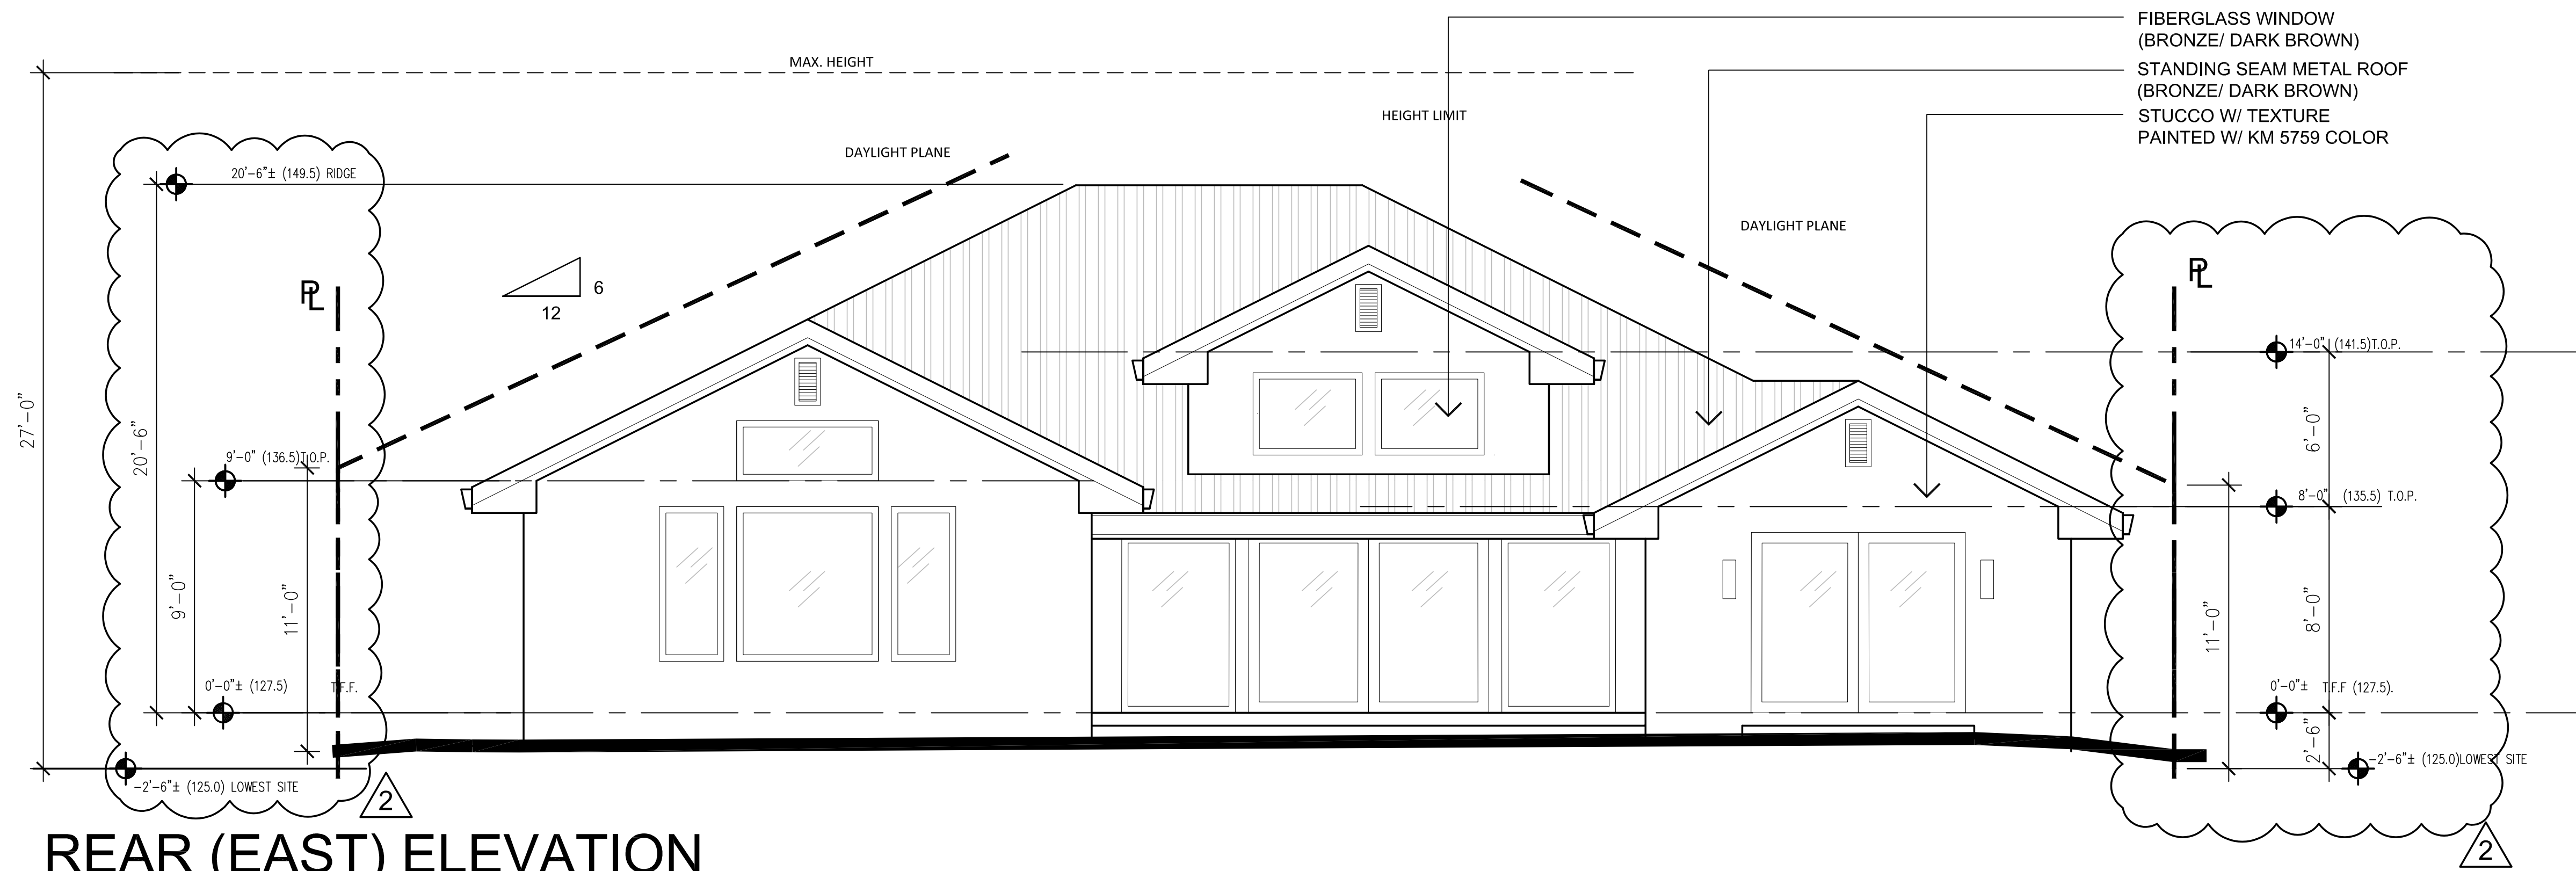 FIBERGLASS WINDOW
(BRONZE/ DARK BROWN)
STANDING SEAM METAL ROOF
(BRONZE/ DARK BROWN)
STUCCO W/ TEXTURE
PAINTED W/ KM 5759 COLOR
MAX. HEIGHT
HEIGHT LIMIT
DAYLIGHT PLANE
DAYLIGHT PLANE
20'-6"± (149.5) RIDGE
PL
PL
6
12
27'-0"
20'-6"
9'-0" (136.5)T.O.P.
9'-0"
11'-0"
0'-0"± (127.5) T.F.F.
-2'-6"± (125.0) LOWEST SITE
2
14'-0" (141.5)T.O.P.
6'-0"
8'-0" (135.5) T.O.P.
8'-0"
11'-0"
0'-0"± T.F.F (127.5).
2'-6"
-2'-6"± (125.0)LOWEST SITE
2
REAR (EAST) ELEVATION